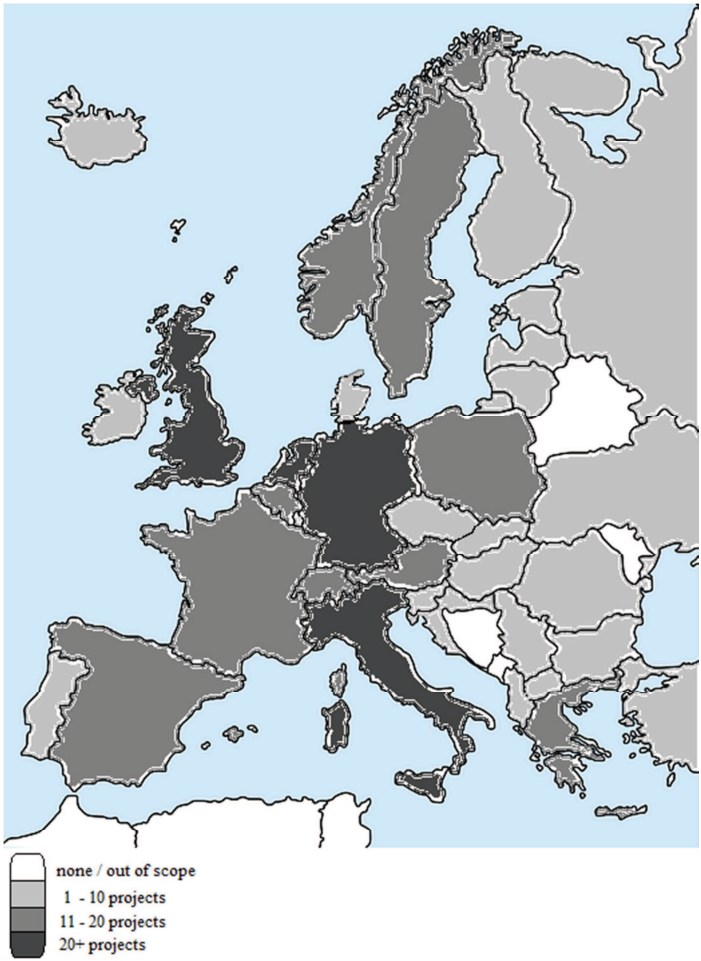 none / out of scope
1 - 10 projects
11 - 20 projects
20+ projects